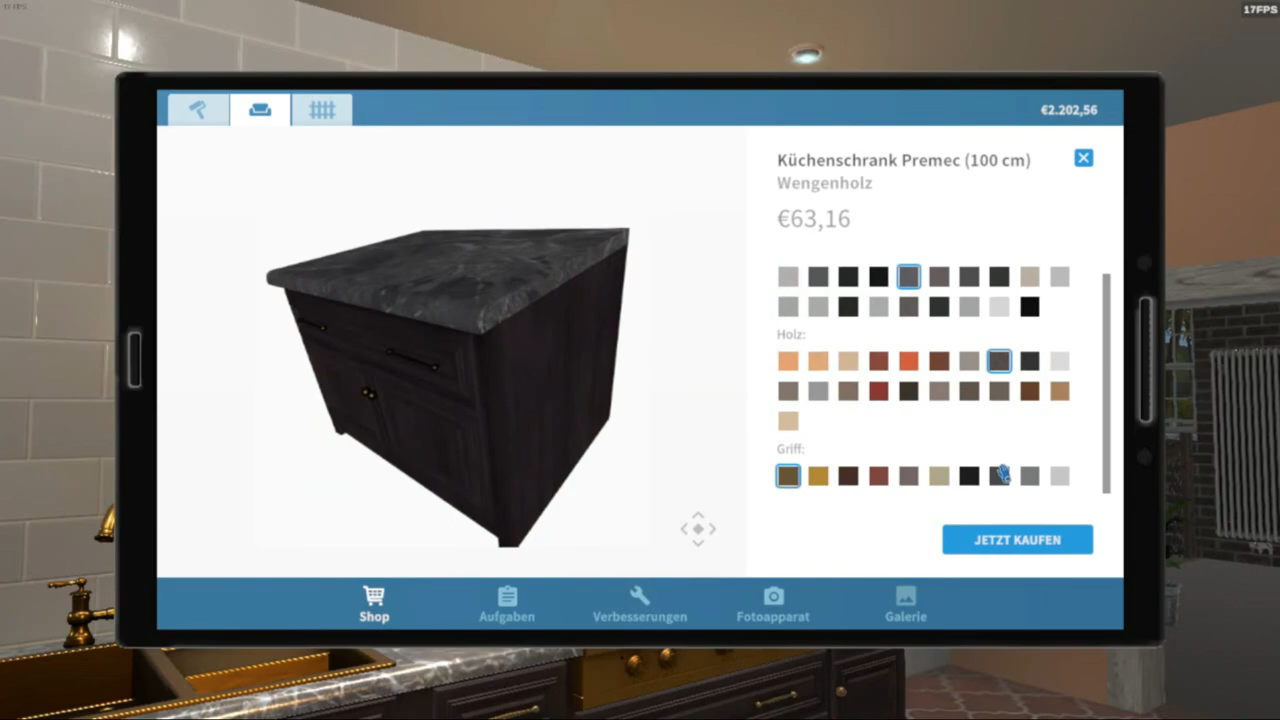 17FPS
17FPS
€2.202,56
Küchenschrank Premec (100 cm)
Wengenholz
€63,16
Holz:
Griff:
JETZT KAUFEN
Shop
Aufgaben
Verbesserungen
Fotoapparat
Galerie